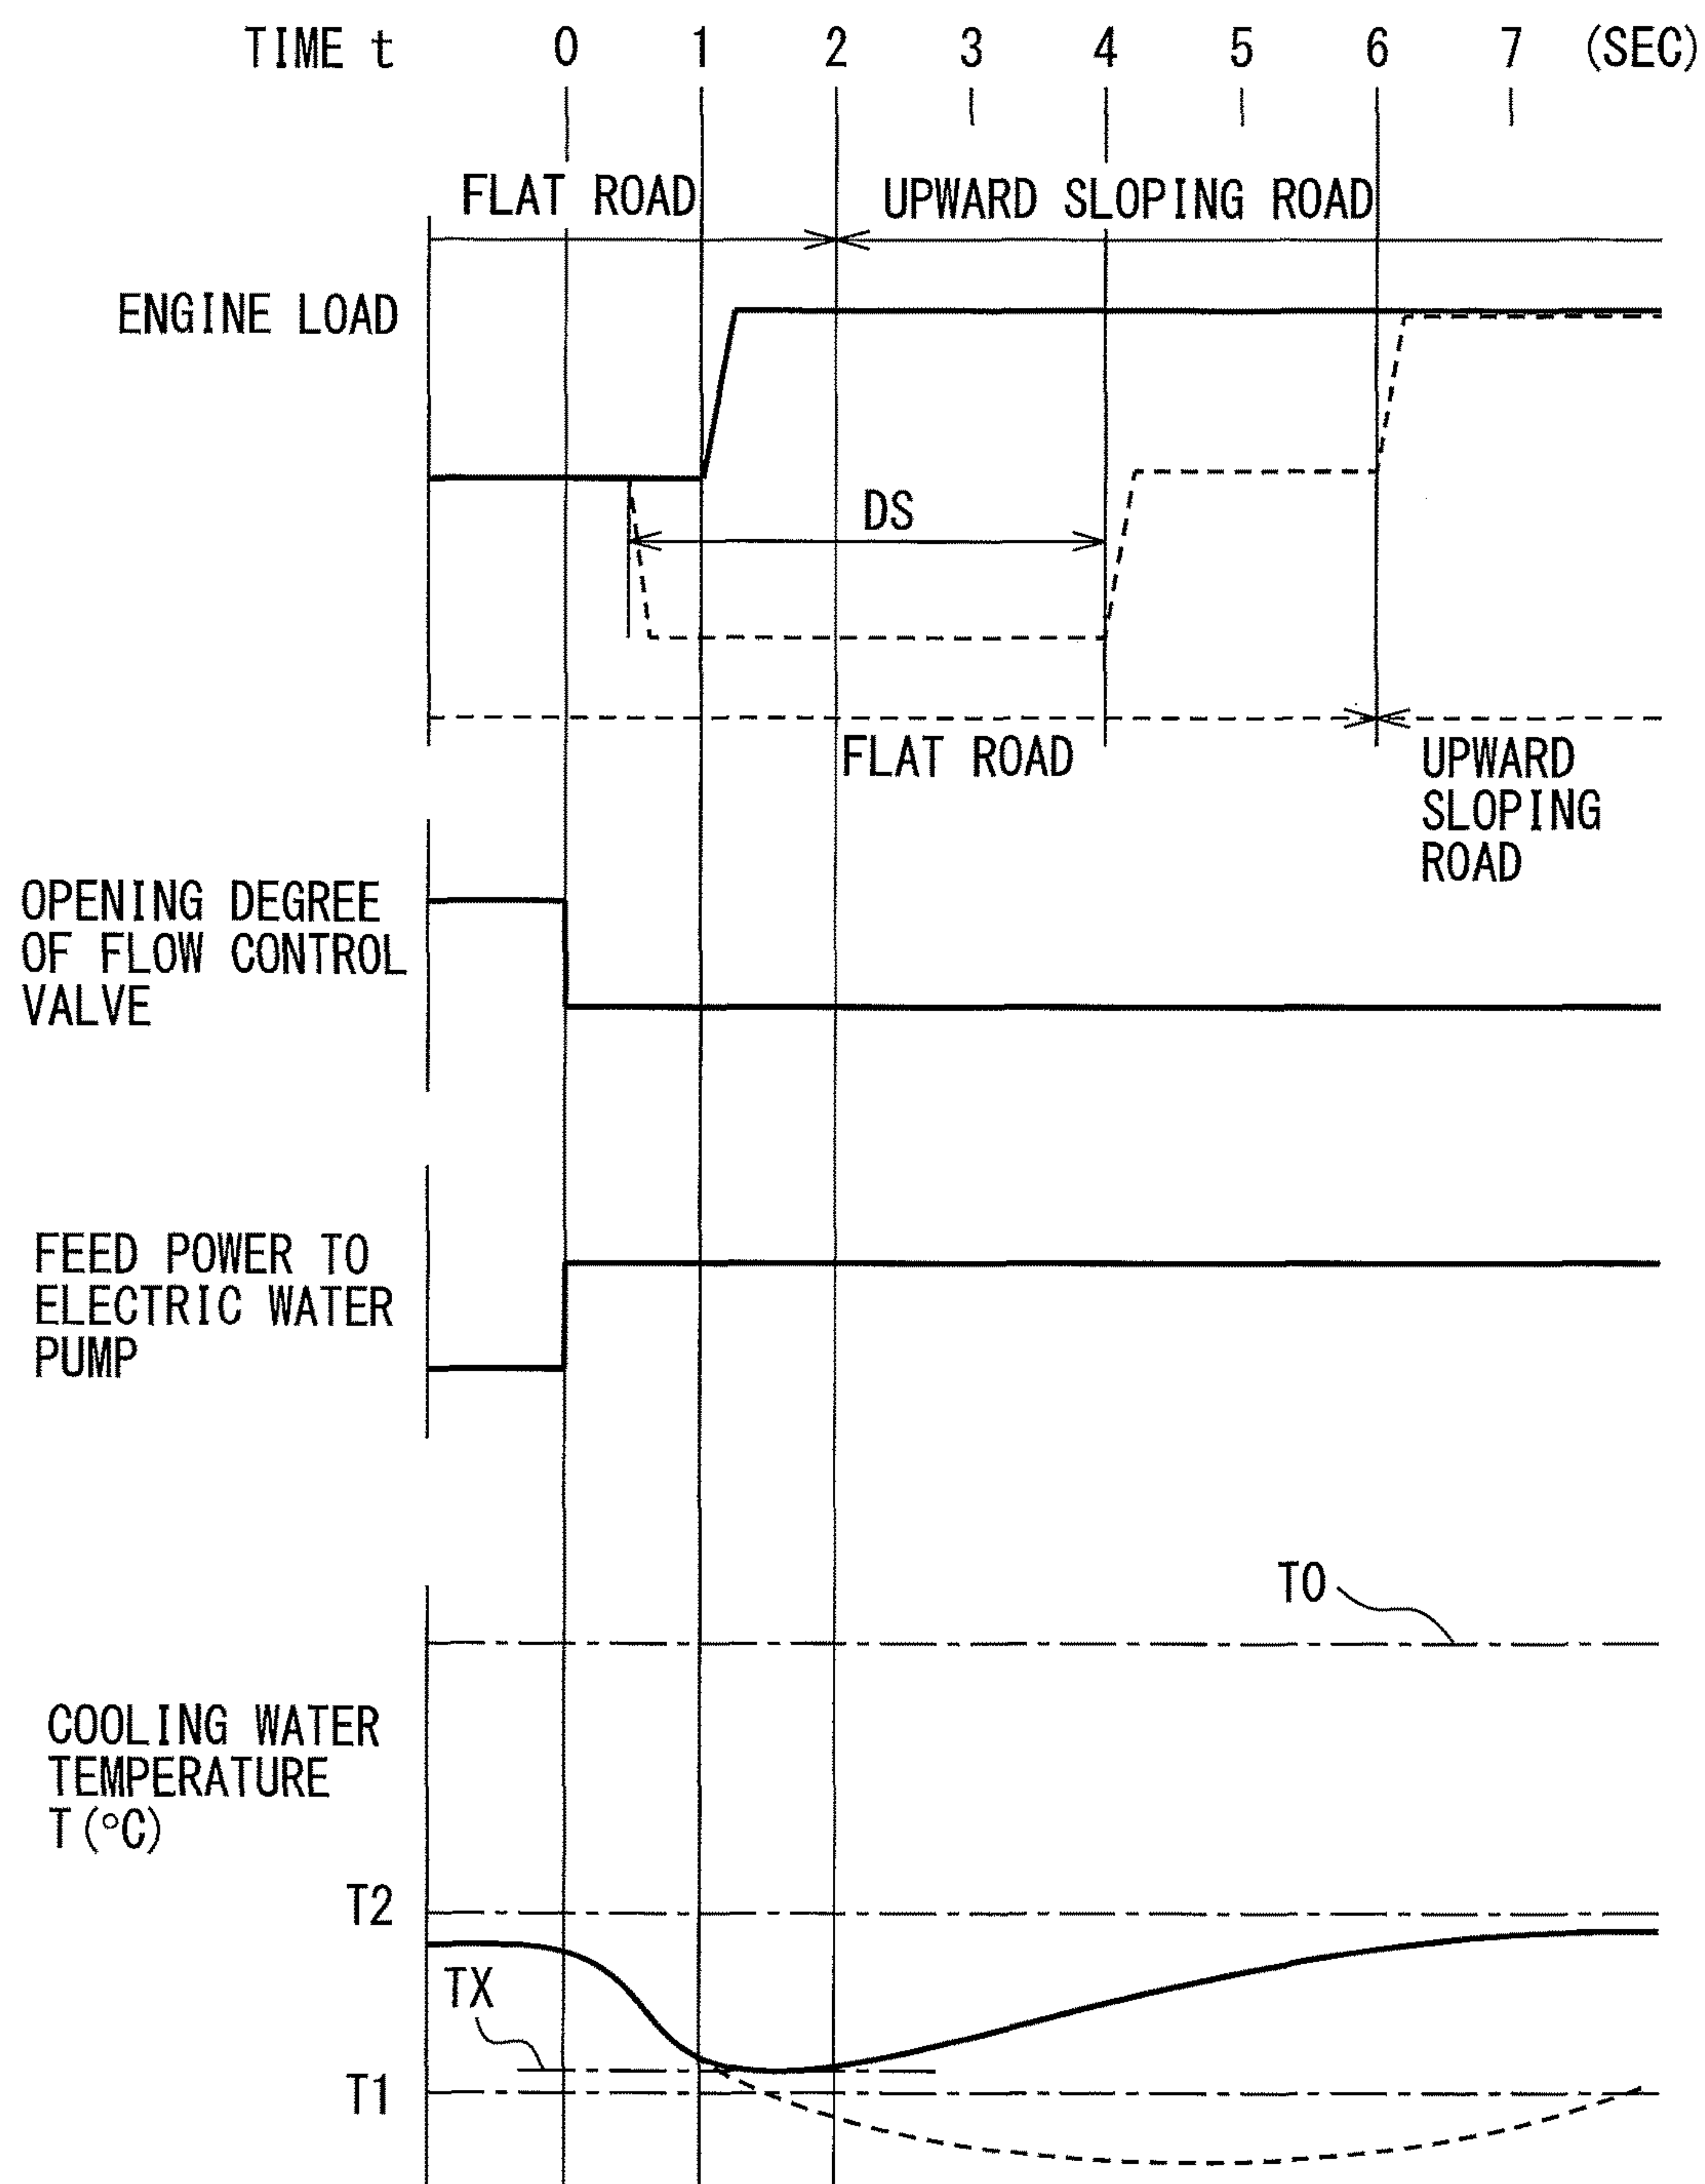 TIME t 0 1 2 3 4 5 6 7 (SEC)
FLAT ROAD UPWARD SLOPING ROAD
ENGINE LOAD
DS
FLAT ROAD
UPWARD
SLOPING
ROAD
OPENING DEGREE
OF FLOW CONTROL
VALVE
FEED POWER TO
ELECTRIC WATER
PUMP
T0
COOLING WATER
TEMPERATURE
T(°C)
T2
TX
T1